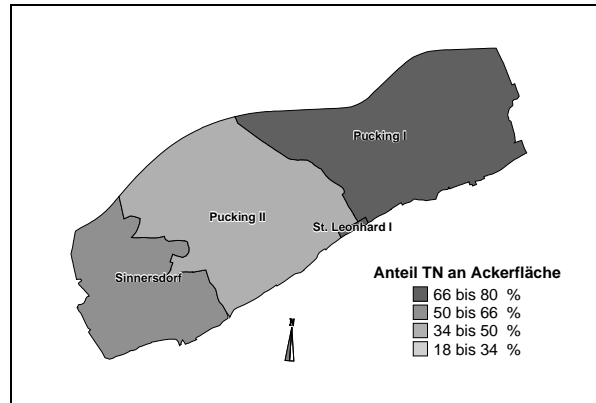 Pucking I
Pucking II
St. Leonhard I
Sinnersdorf
Anteil TN an Ackerfläche
66 bis 80 %
50 bis 66 %
34 bis 50 %
18 bis 34 %
N